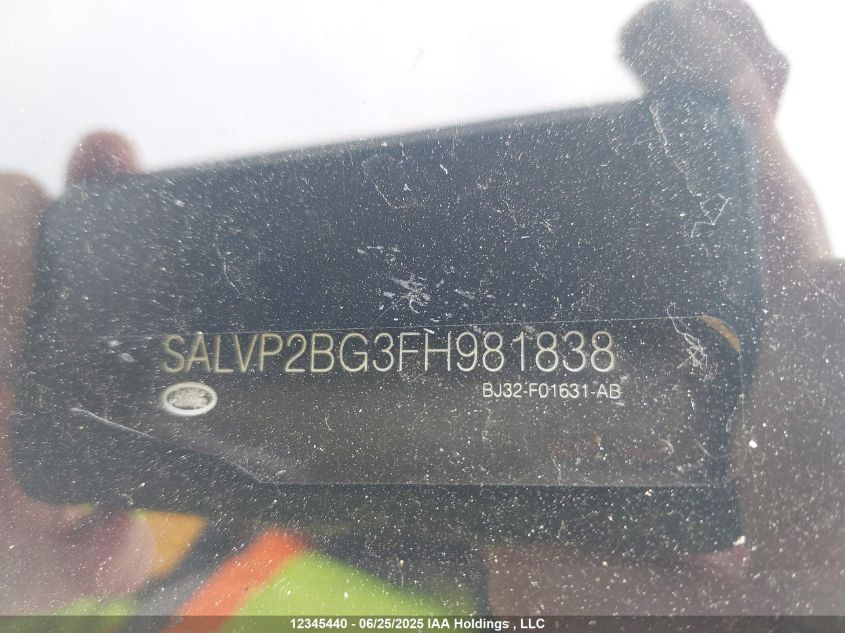 SALVP2BG3FH981838
BJ32-F01631-AB
12345440 - 06/25/2025 IAA Holdings , LLC